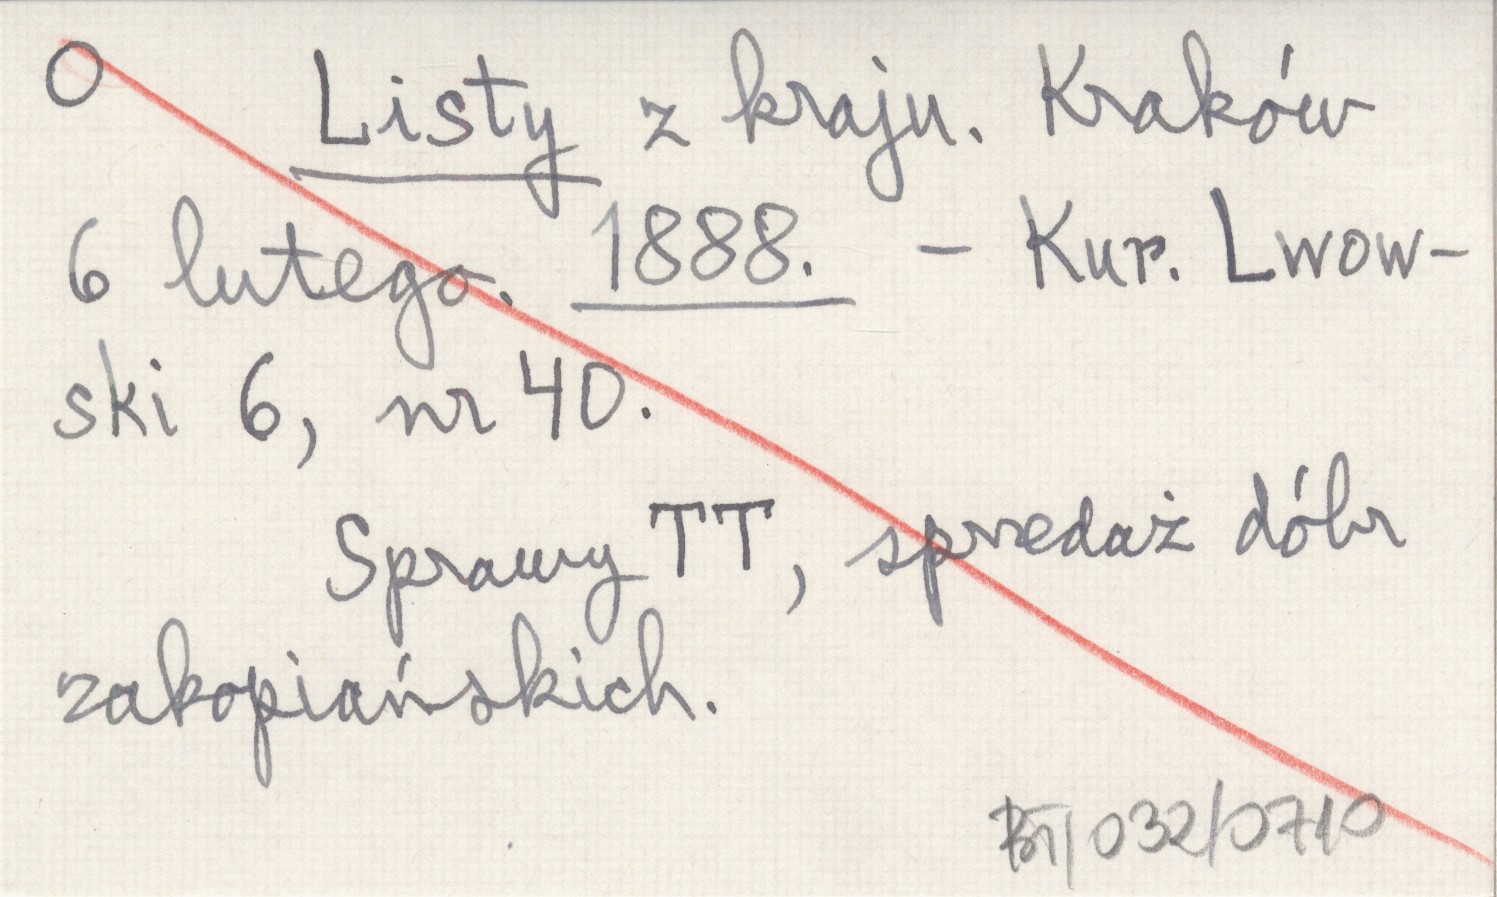 O Listy z kraju. Kraków
6 lutego. 1888. - Kur. Lwow-
ski 6, nr 40.
Sprawy TT, sprzedaż dóbr
zakopiańskich.
BT/032/0710